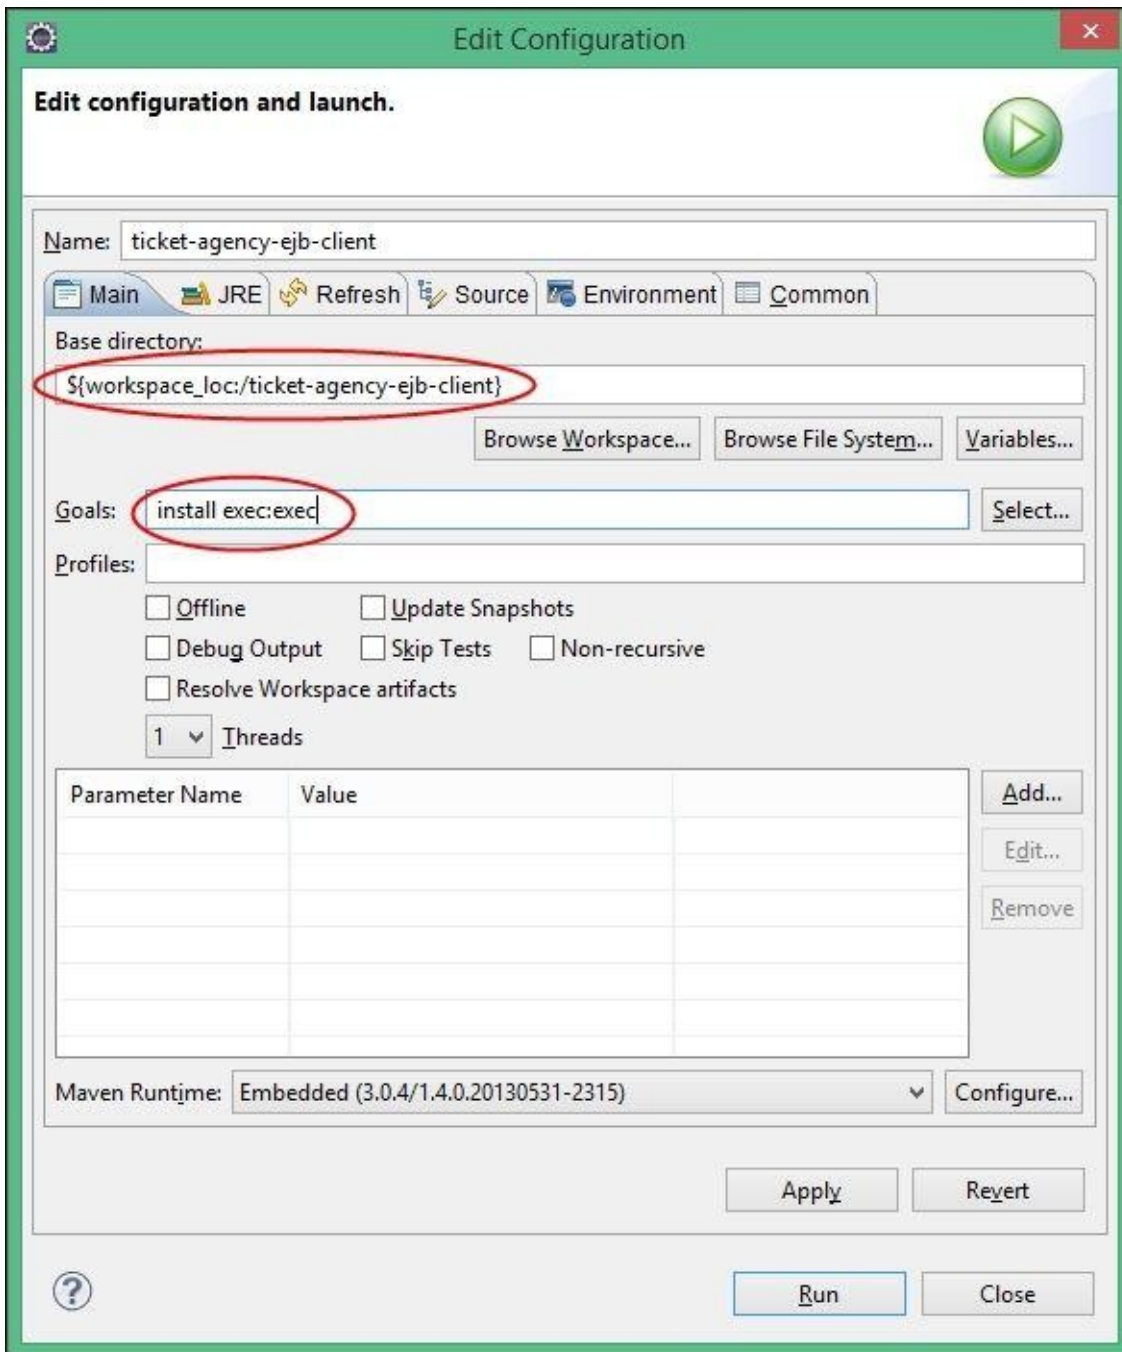 Edit Configuration
Edit configuration and launch.
Name: ticket-agency-ejb-client
Main JRE Refresh Source Environment Common
Base directory:
${workspace_loc:/ticket-agency-ejb-client}
Browse Workspace... Browse File System... Variables...
Goals: install exec:exec Select...
Profiles:
Offline Update Snapshots
Debug Output Skip Tests Non-recursive
Resolve Workspace artifacts
1 Threads
Parameter Name Value Add...
Edit...
Remove
Maven Runtime: Embedded (3.0.4/1.4.0.20130531-2315) Configure...
Apply Revert
? Run Close